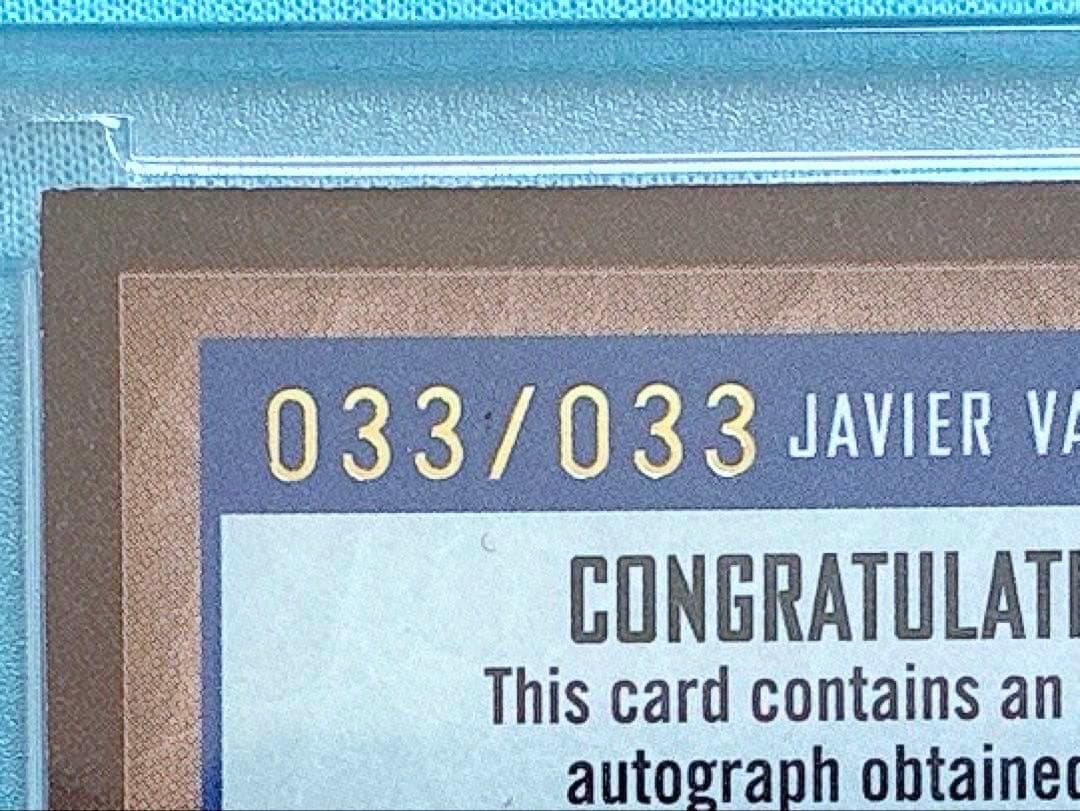 033/033 JAVIER VA
CONGRATULAT
This card contains an
autograph obtained